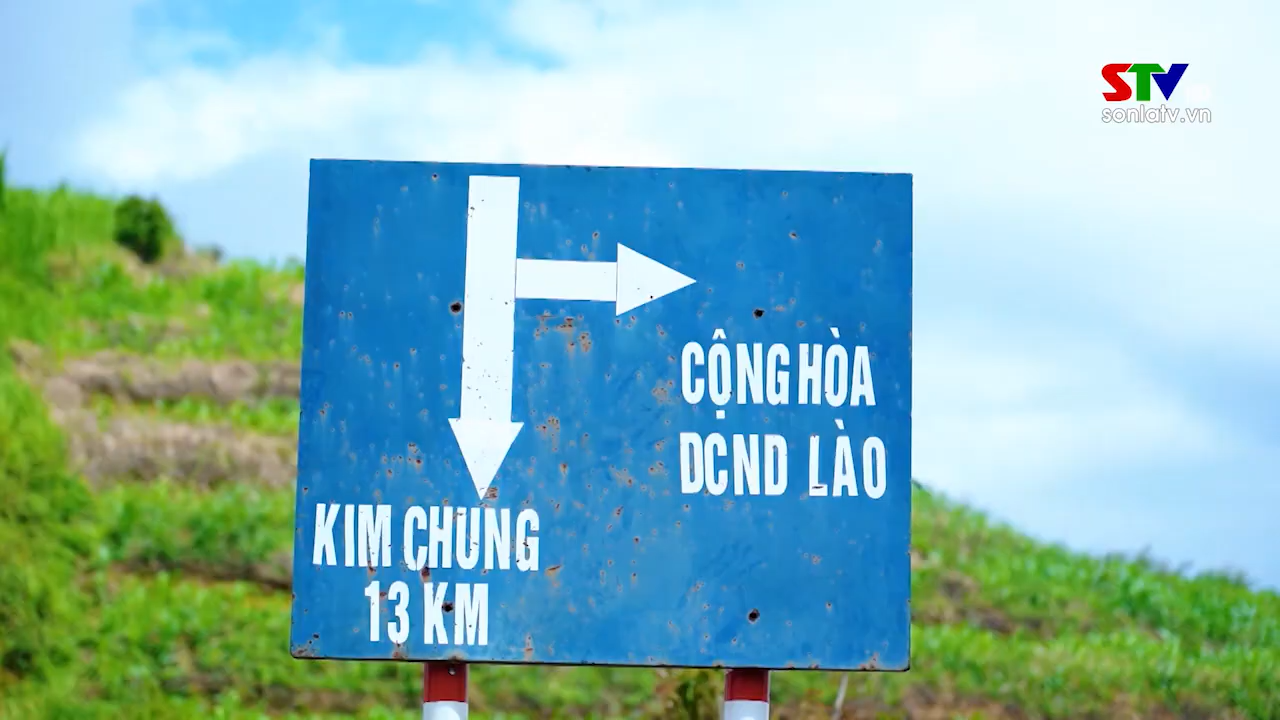 STV
sonlatv.vn
CỘNG HÒA
DCND LÀO
KIM CHUNG
13 KM